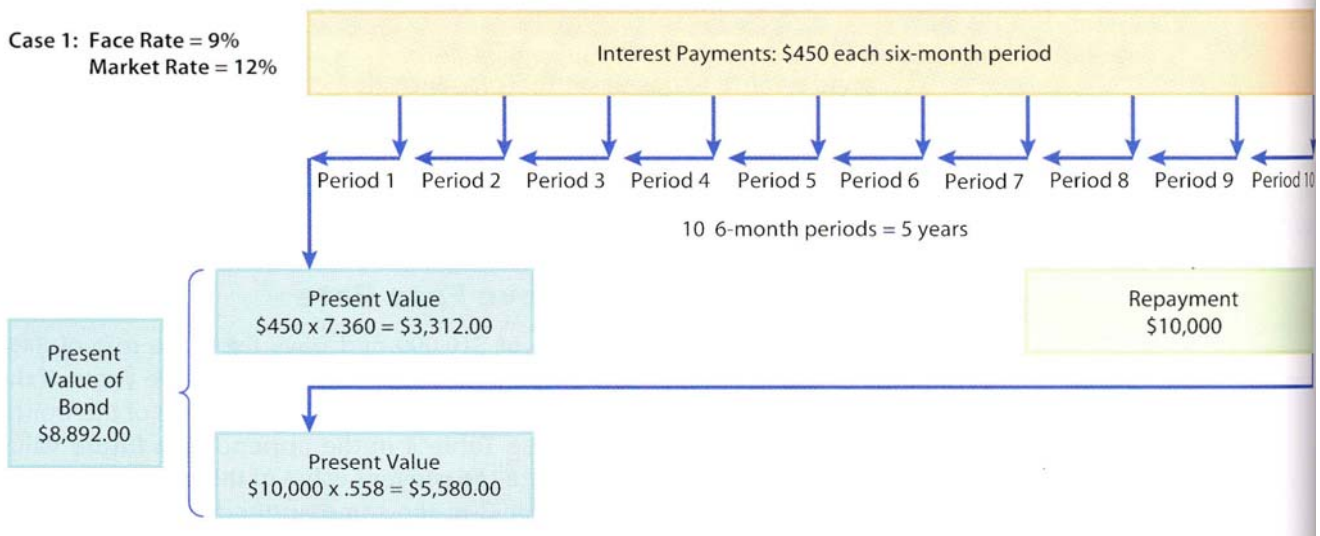 Case 1: Face Rate = 9%
Market Rate = 12%
Interest Payments: $450 each six-month period
Period 1 Period 2 Period 3 Period 4 Period 5 Period 6 Period 7 Period 8 Period 9 Period 10
10 6-month periods = 5 years
Present Value
$450 x 7.360 = $3,312.00
Repayment
$10,000
Present
Value of
Bond
$8,892.00
Present Value
$10,000 x .558 = $5,580.00